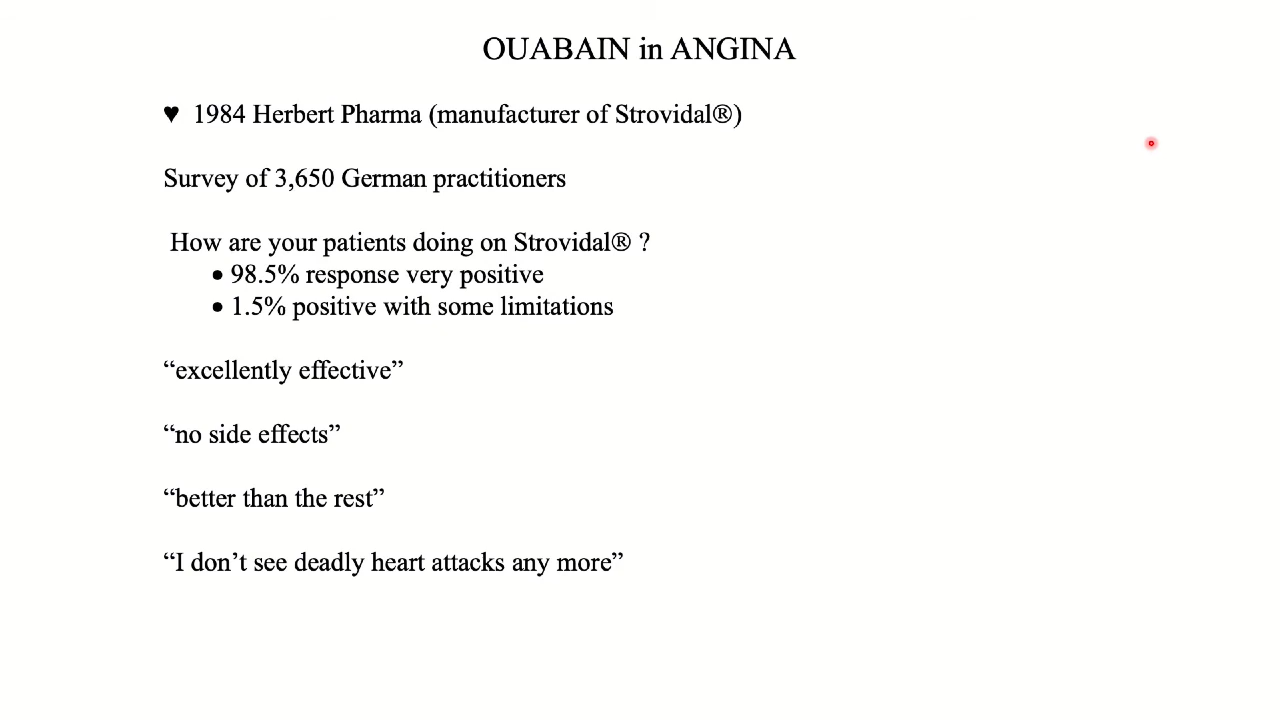 OUABAIN in ANGINA
♥ 1984 Herbert Pharma (manufacturer of Strovidal®)
Survey of 3,650 German practitioners
How are your patients doing on Strovidal® ?
• 98.5% response very positive
• 1.5% positive with some limitations
“excellently effective”
“no side effects”
“better than the rest”
“I don’t see deadly heart attacks any more”